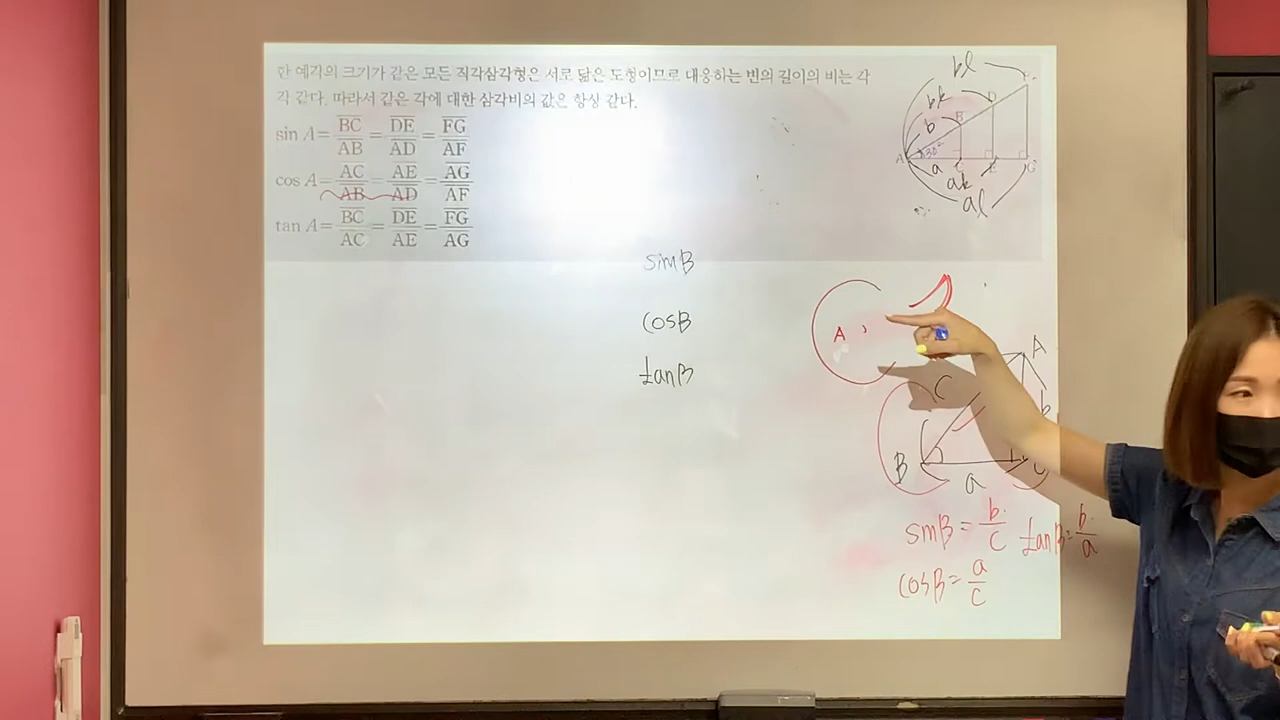 한 예각의 크기가 같은 모든 직각삼각형은 서로 닮은 도형이므로 대응하는 변의 길이의 비는 각
각 같다. 따라서 같은 각에 대한 삼각비의 값은 항상 같다.
sin A = BC/AB = DE/AD = FG/AF
cos A = AC/AB = AE/AD = AG/AF
tan A = BC/AC = DE/AE = FG/AG
bl
bk
D
B
b
A
30°
a
C
E
G
ak
al
sinB
cosB
tanB
A
A
C
b
B
a
sinB = b/c
tanB = b/a
cosB = a/c